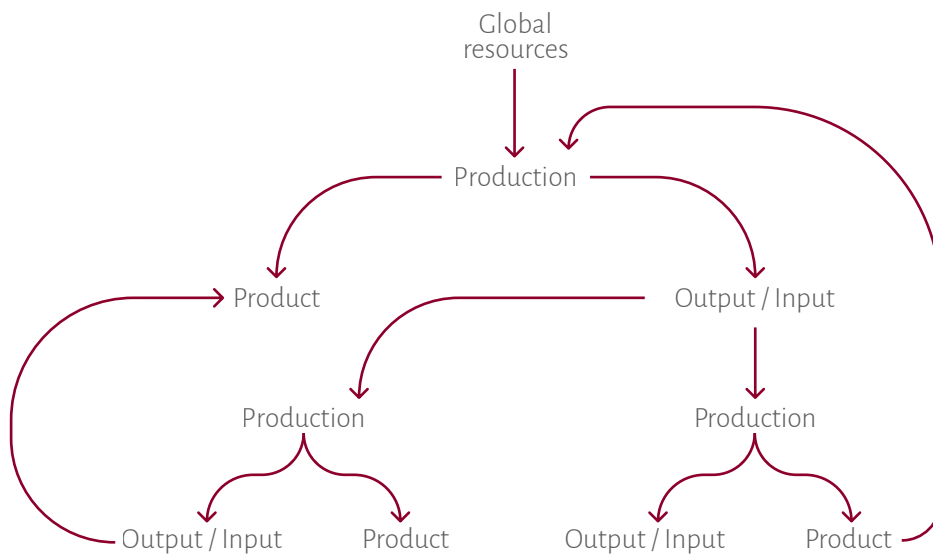 Global
resources
Production
Product
Output / Input
Production
Production
Output / Input
Product
Output / Input
Product